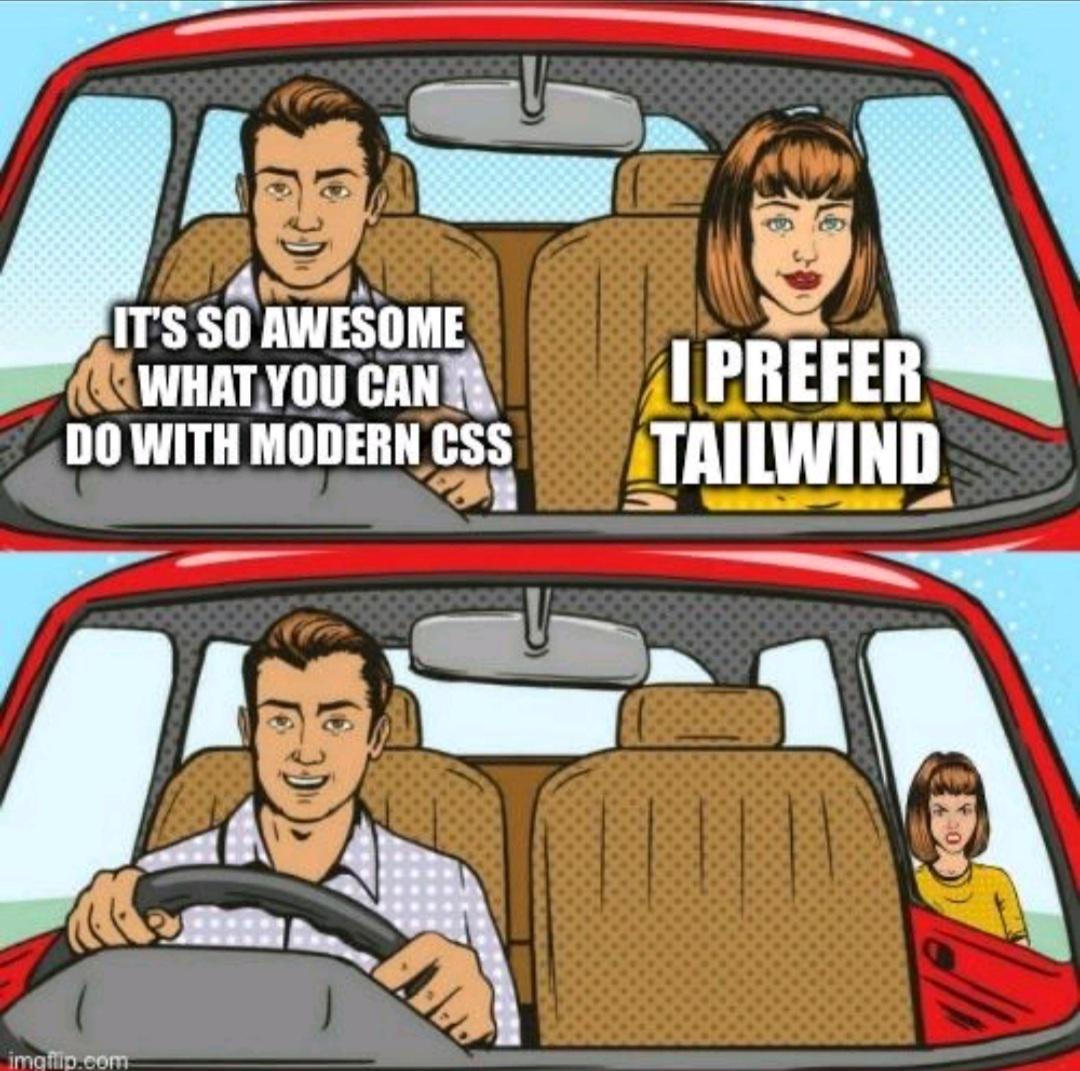 IT'S SO AWESOME
WHAT YOU CAN
DO WITH MODERN CSS
I PREFER
TAILWIND
imgflip.com